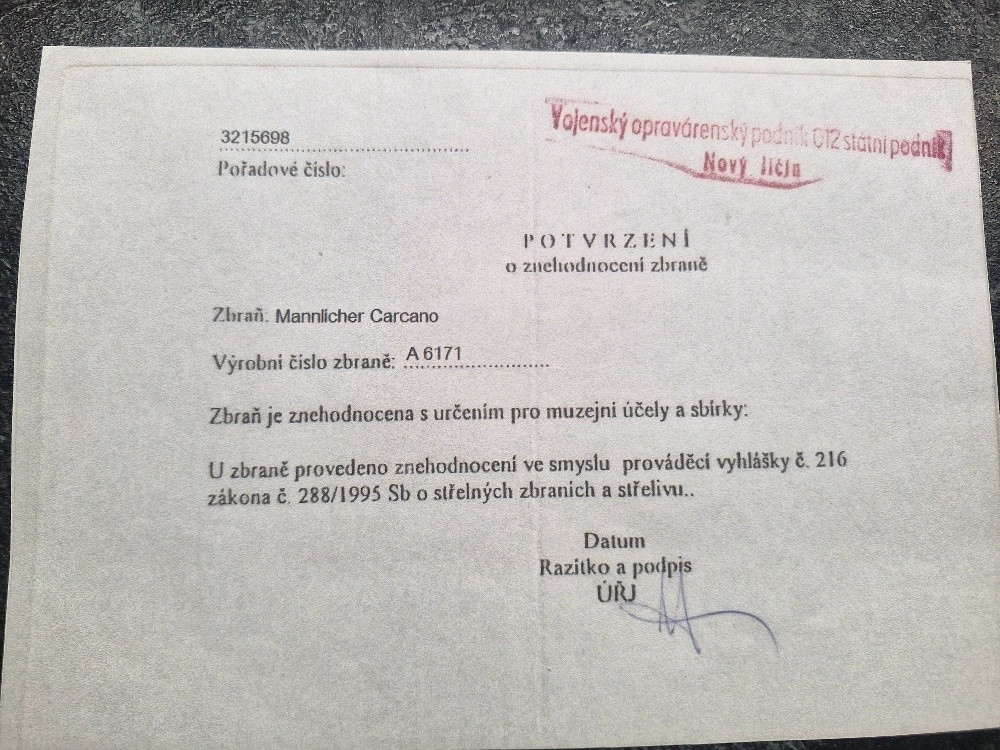 3215698
Pořadové číslo:
Vojenský opravárenský podnik 012 státní podnik
Nový Jičín
POTVRZENÍ
o znehodnocení zbraně
Zbraň: Mannlicher Carcano
Výrobní číslo zbraně: A 6171
Zbraň je znehodnocena s určením pro muzejní účely a sbírky:
U zbraně provedeno znehodnocení ve smyslu prováděcí vyhlášky č. 216
zákona č. 288/1995 Sb o střelných zbraních a střelivu..
Datum
Razitko a podpis
ÚŘJ